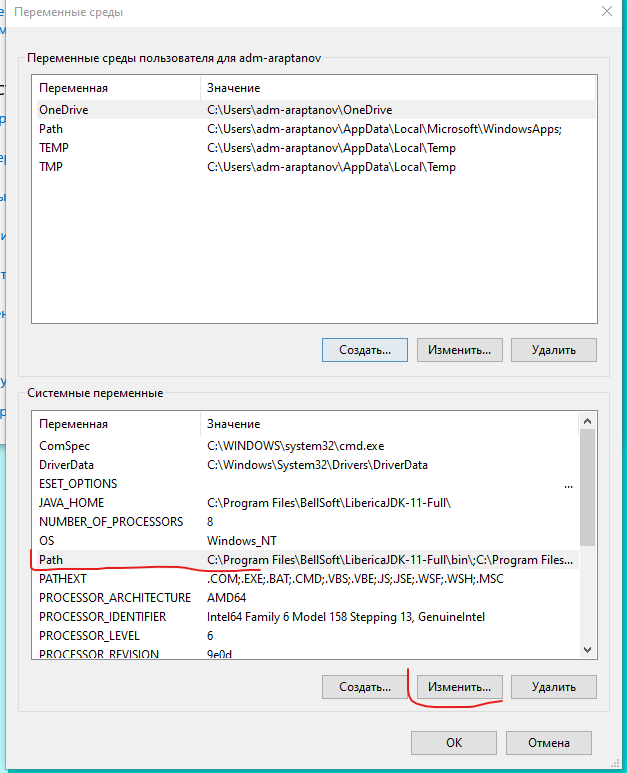 Переменные среды
Переменные среды пользователя для adm-araptanov
Переменная Значение
OneDrive C:\Users\adm-araptanov\OneDrive
Path C:\Users\adm-araptanov\AppData\Local\Microsoft\WindowsApps;
TEMP C:\Users\adm-araptanov\AppData\Local\Temp
TMP C:\Users\adm-araptanov\AppData\Local\Temp
Создать... Изменить... Удалить
Системные переменные
Переменная Значение
ComSpec C:\WINDOWS\system32\cmd.exe
DriverData C:\Windows\System32\Drivers\DriverData
ESET_OPTIONS ...
JAVA_HOME C:\Program Files\BellSoft\LibericaJDK-11-Full\
NUMBER_OF_PROCESSORS 8
OS Windows_NT
Path C:\Program Files\BellSoft\LibericaJDK-11-Full\bin\;C:\Program Files...
PATHEXT .COM;.EXE;.BAT;.CMD;.VBS;.VBE;.JS;.JSE;.WSF;.WSH;.MSC
PROCESSOR_ARCHITECTURE AMD64
PROCESSOR_IDENTIFIER Intel64 Family 6 Model 158 Stepping 13, GenuineIntel
PROCESSOR_LEVEL 6
PROCESSOR_REVISION 9e0d
Создать... Изменить... Удалить
OK Отмена